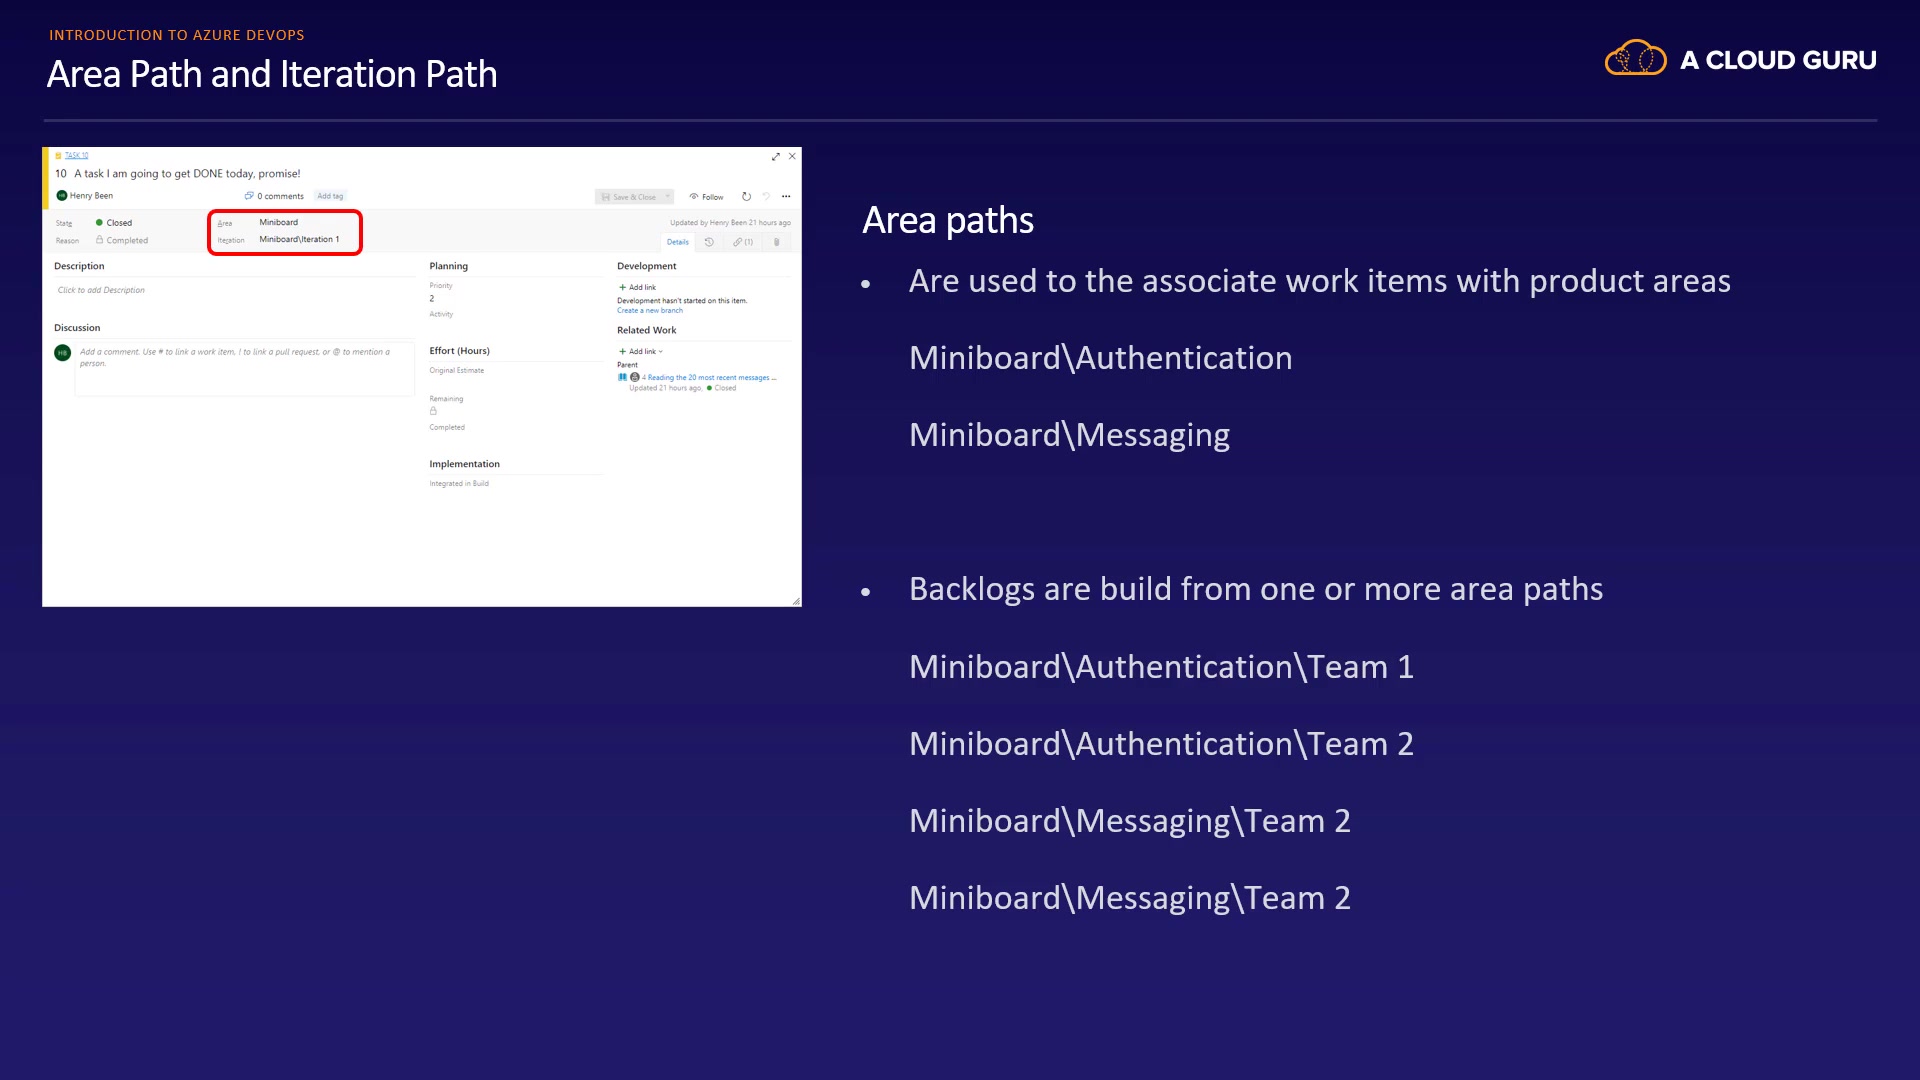 INTRODUCTION TO AZURE DEVOPS
Area Path and Iteration Path
A CLOUD GURU
TASK 10
10 A task I am going to get DONE today, promise!
HB Henry Been 0 comments Add tag Save & Close Follow
State Closed Area Miniboard Updated by Henry Been 21 hours ago
Reason Completed Iteration Miniboard\Iteration 1 Details (1)
Description
Click to add Description
Discussion
HB Add a comment. Use # to link a work item, ! to link a pull request, or @ to mention a
person.
Planning
Priority
2
Activity
Effort (Hours)
Original Estimate
Remaining
Completed
Implementation
Integrated in Build
Development
+ Add link
Development hasn't started on this item.
Create a new branch
Related Work
+ Add link
Parent
4 Reading the 20 most recent messages ...
Updated 21 hours ago, Closed
Area paths
• Are used to the associate work items with product areas
Miniboard\Authentication
Miniboard\Messaging
• Backlogs are build from one or more area paths
Miniboard\Authentication\Team 1
Miniboard\Authentication\Team 2
Miniboard\Messaging\Team 2
Miniboard\Messaging\Team 2